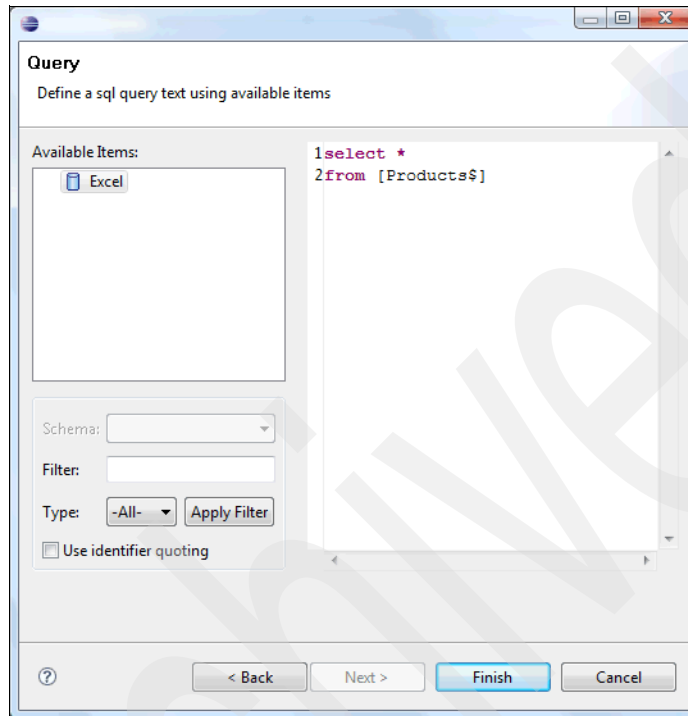 Query
Define a sql query text using available items
Available Items:
Excel
1select *
2from [Products$]
Schema:
Filter:
Type: -All- Apply Filter
Use identifier quoting
? < Back Next > Finish Cancel